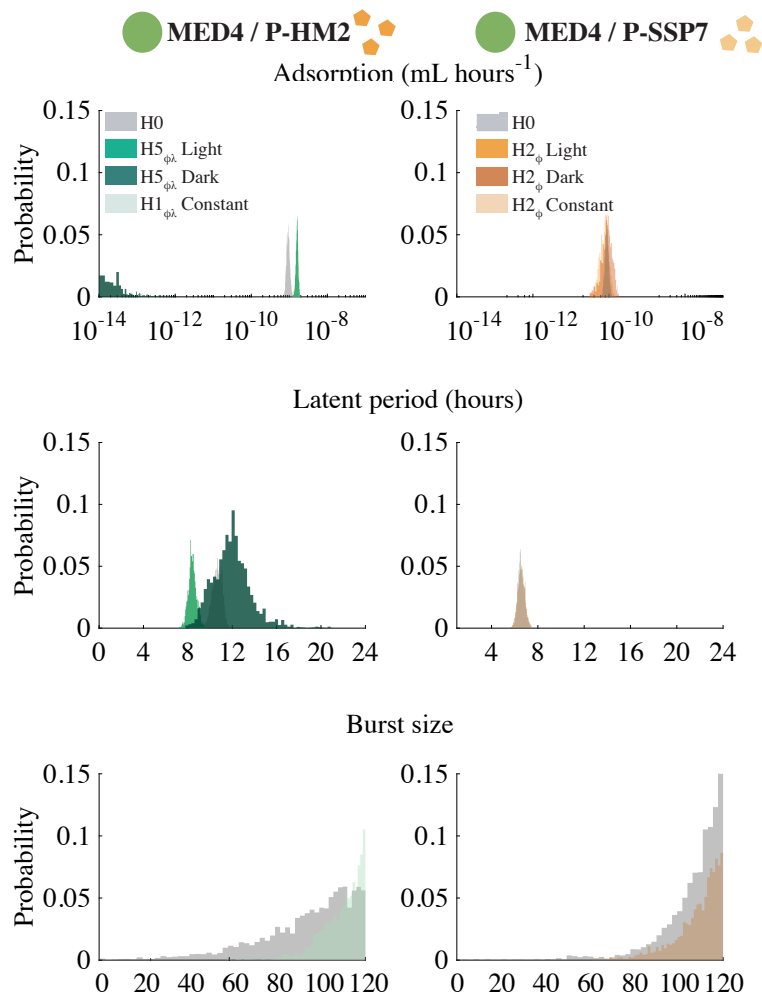 MED4 / P-HM2 MED4 / P-SSP7
Adsorption (mL hours-1)
0.15 0.15
H0 H0
H5φλ Light H2φ Light
0.1 0.1
H5φλ Dark H2φ Dark
H1φλ Constant H2φ Constant
Probability
0.05 0.05
0 0
10-14 10-12 10-10 10-8 10-14 10-12 10-10 10-8
Latent period (hours)
0.15 0.15
0.1 0.1
Probability
0.05 0.05
0 0
0 4 8 12 16 20 24 4 8 12 16 20 24
Burst size
0.15 0.15
0.1 0.1
Probability
0.05 0.05
0 0
0 20 40 60 80 100 120 0 20 40 60 80 100 120